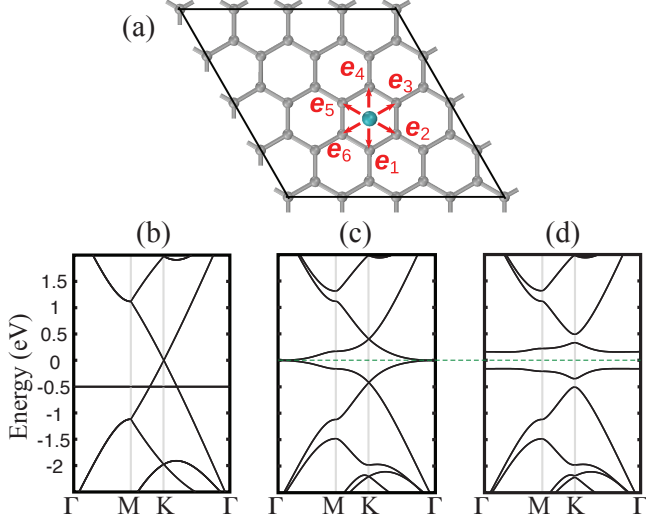 (a)
e4
e5
e3
e2
e6
e1
(b) (c) (d)
Energy (eV)
1.5
1
0.5
0
-0.5
-1
-1.5
-2
Γ M K Γ M K Γ M K Γ